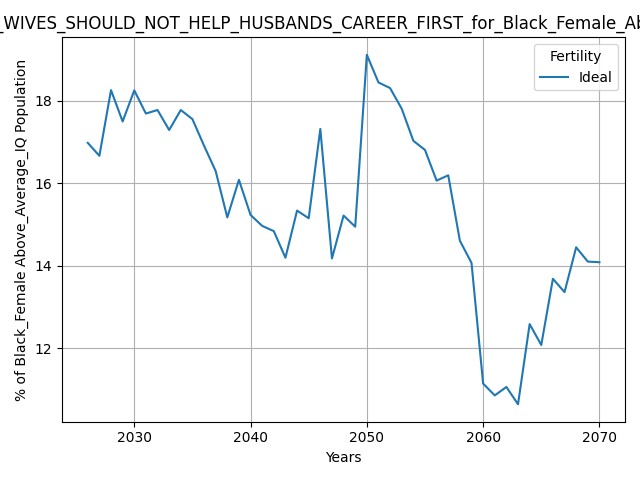 _WIVES_SHOULD_NOT_HELP_HUSBANDS_CAREER_FIRST_for_Black_Female_Ab
Fertility
Ideal
% of Black_Female Above_Average_IQ Population
18
16
14
12
2030 2040 2050 2060 2070
Years